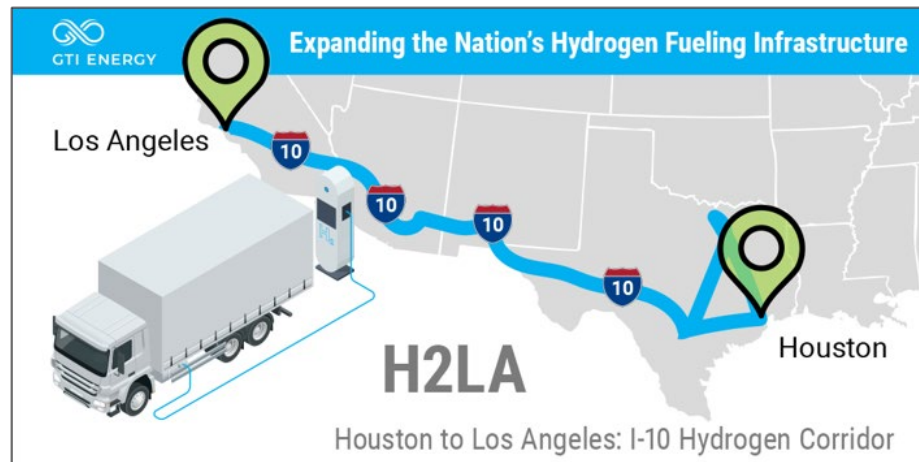 GTI ENERGY
Expanding the Nation's Hydrogen Fueling Infrastructure
Los Angeles
10
10
10
10
H₂
Houston
H2LA
Houston to Los Angeles: I-10 Hydrogen Corridor